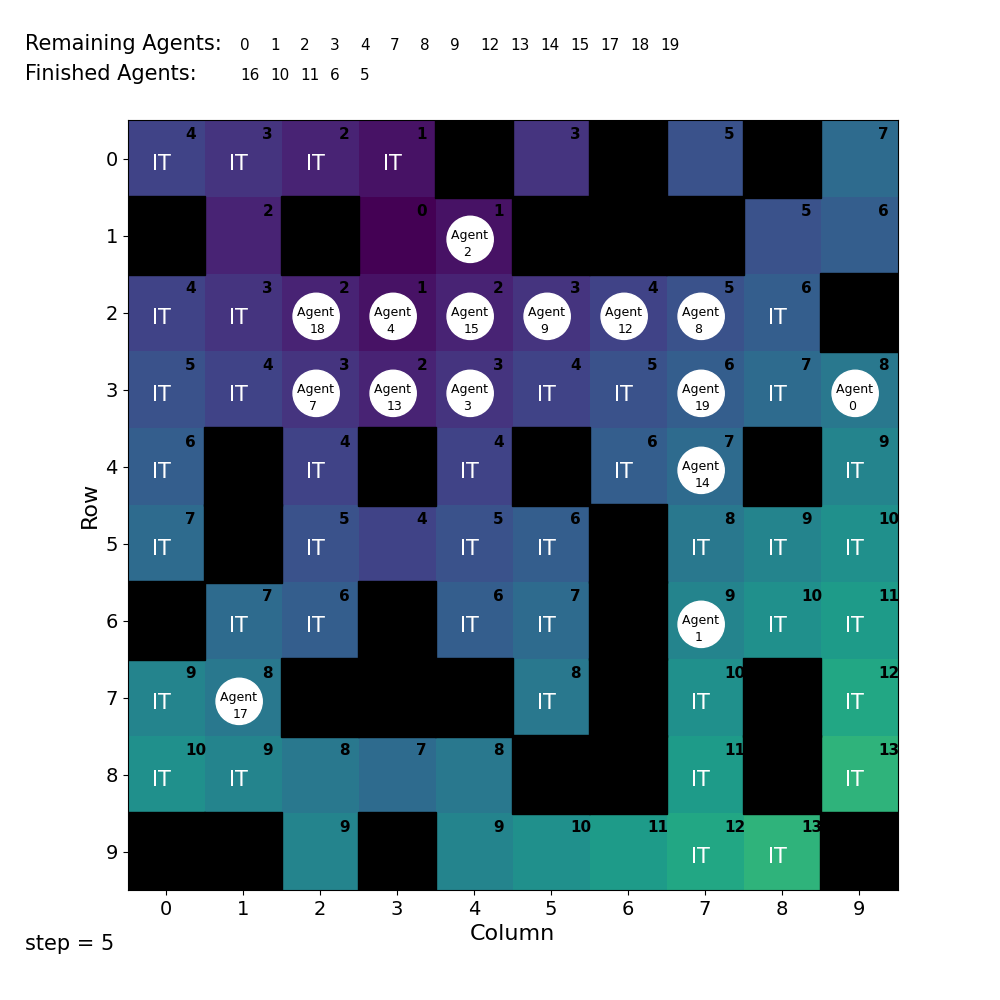 Remaining Agents: 0 1 2 3 4 7 8 9 12 13 14 15 17 18 19
Finished Agents: 16 10 11 6 5
0 4 IT 3 IT 2 IT 1 IT 3 5 7
1 2 0 1 Agent 2 5 6
2 4 IT 3 IT 2 Agent 18 1 Agent 4 2 Agent 15 3 Agent 9 4 Agent 12 5 Agent 8 6 IT
3 5 IT 4 IT 3 Agent 7 2 Agent 13 3 Agent 3 4 IT 5 IT 6 Agent 19 7 IT 8 Agent 0
4 6 IT 4 IT 4 IT 6 IT 7 Agent 14 9 IT
5 7 IT 5 IT 4 5 IT 6 IT 8 IT 9 IT 10 IT
6 7 IT 6 IT 6 IT 7 IT 9 Agent 1 10 IT 11 IT
7 9 IT 8 Agent 17 8 IT 10 IT 12 IT
8 10 IT 9 IT 8 7 8 11 IT 13 IT
9 9 9 10 11 12 IT 13 IT
0 1 2 3 4 5 6 7 8 9
Row
Column
step = 5